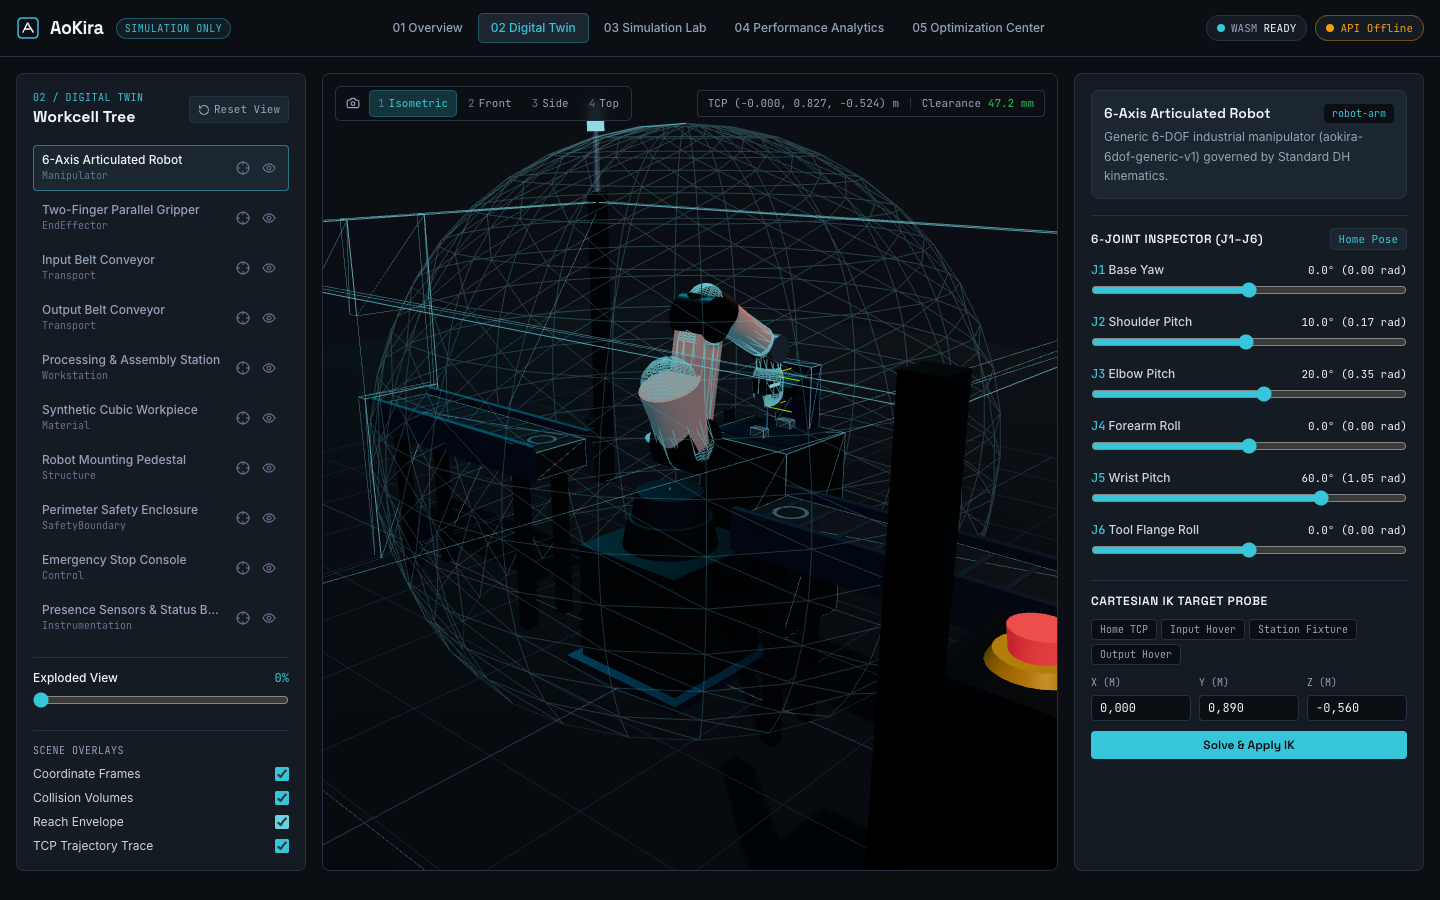 AoKira
SIMULATION ONLY
01 Overview
02 Digital Twin
03 Simulation Lab
04 Performance Analytics
05 Optimization Center
WASM READY
API Offline
02 / DIGITAL TWIN
Workcell Tree
Reset View
6-Axis Articulated Robot
Manipulator
Two-Finger Parallel Gripper
EndEffector
Input Belt Conveyor
Transport
Output Belt Conveyor
Transport
Processing & Assembly Station
Workstation
Synthetic Cubic Workpiece
Material
Robot Mounting Pedestal
Structure
Perimeter Safety Enclosure
SafetyBoundary
Emergency Stop Console
Control
Presence Sensors & Status B...
Instrumentation
Exploded View 0%
SCENE OVERLAYS
Coordinate Frames
Collision Volumes
Reach Envelope
TCP Trajectory Trace
1 Isometric
2 Front
3 Side
4 Top
TCP (-0.000, 0.827, -0.524) m
Clearance 47.2 mm
6-Axis Articulated Robot
robot-arm
Generic 6-DOF industrial manipulator (aokira-
6dof-generic-v1) governed by Standard DH
kinematics.
6-JOINT INSPECTOR (J1–J6)
Home Pose
J1 Base Yaw 0.0° (0.00 rad)
J2 Shoulder Pitch 10.0° (0.17 rad)
J3 Elbow Pitch 20.0° (0.35 rad)
J4 Forearm Roll 0.0° (0.00 rad)
J5 Wrist Pitch 60.0° (1.05 rad)
J6 Tool Flange Roll 0.0° (0.00 rad)
CARTESIAN IK TARGET PROBE
Home TCP
Input Hover
Station Fixture
Output Hover
X (M) Y (M) Z (M)
0,000 0,890 -0,560
Solve & Apply IK